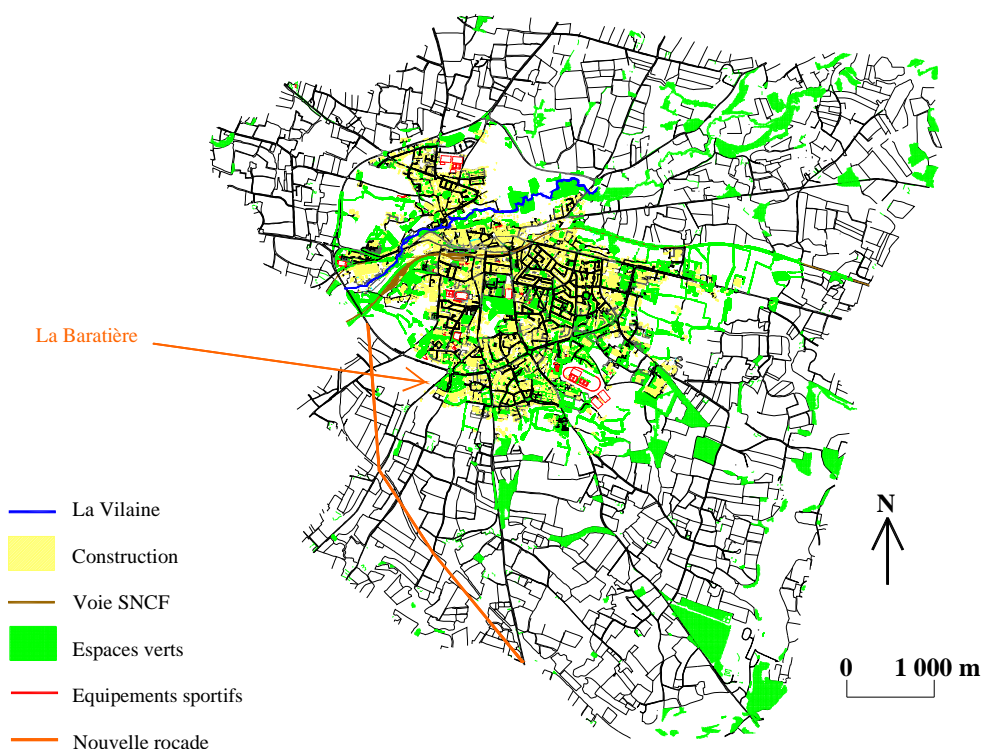 La Baratière
La Vilaine
Construction
Voie SNCF
Espaces verts
Equipements sportifs
Nouvelle rocade
N
0 1 000 m